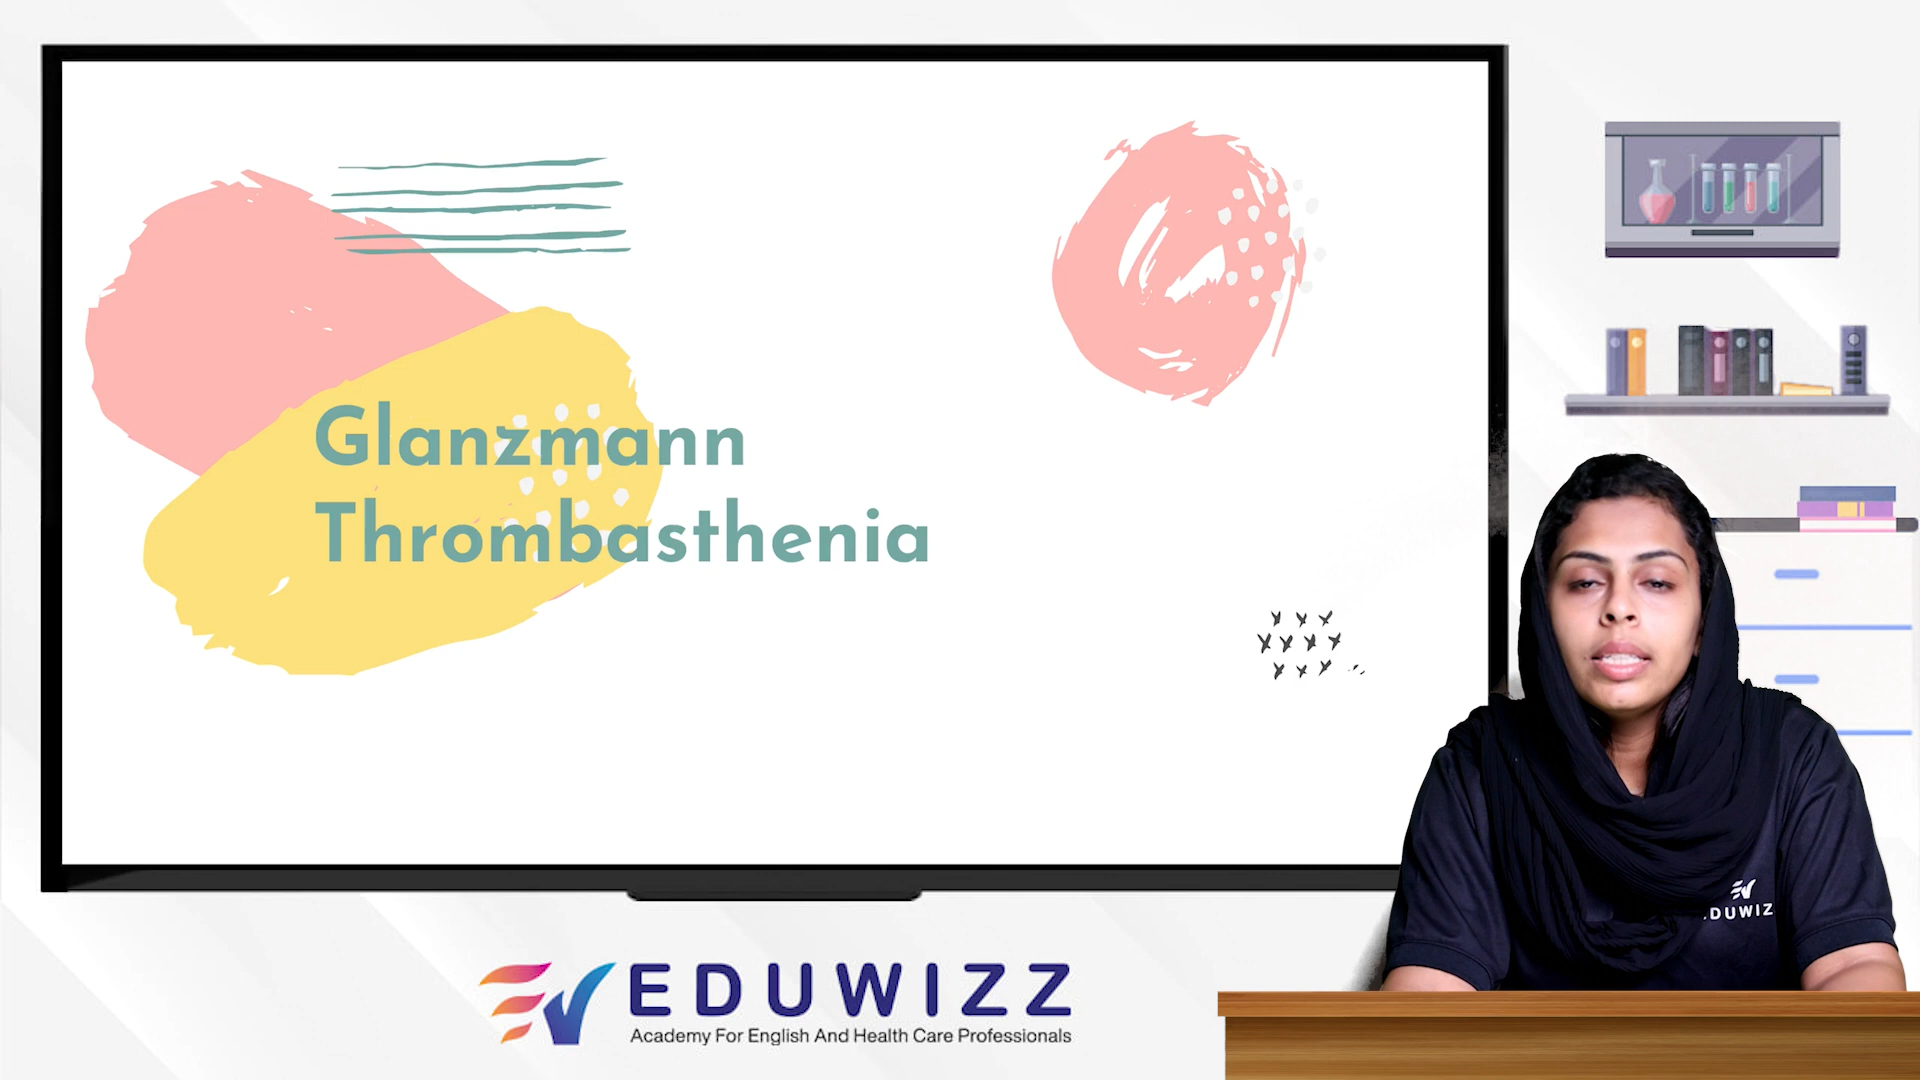 Glanzmann
Thrombasthenia
EDUWIZZ
Academy For English And Health Care Professionals
DUWIZ